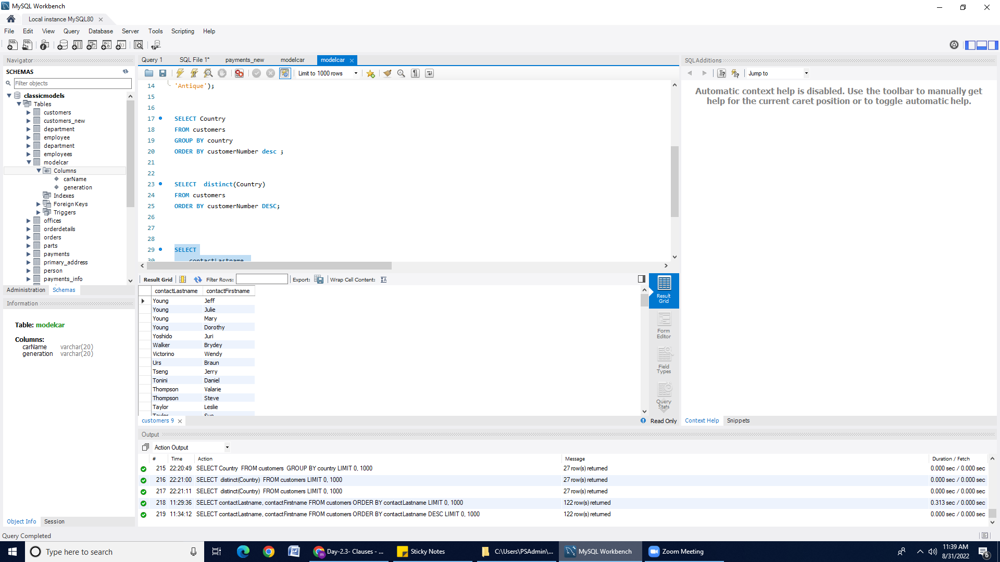 MySQL Workbench
Local instance MySQL80
File Edit View Query Database Server Tools Scripting Help
Navigator
SCHEMAS
Filter objects
classicmodels
Tables
customers
customers_new
department
employee
department
employees
modelcar
Columns
carName
generation
Indexes
Foreign Keys
Triggers
offices
orderdetails
orders
parts
payments
primary_address
person
payments_info
Administration Schemas
Information
Table: modelcar
Columns:
carName varchar(20)
generation varchar(20)
Object Info Session
Query Completed
Query 1 SQL File 1* payments_new modelcar modelcar
Limit to 1000 rows
14 'Antique');
15
16
17 SELECT Country
18 FROM customers
19 GROUP BY country
20 ORDER BY customerNumber desc ;
21
22
23 SELECT distinct(Country)
24 FROM customers
25 ORDER BY customerNumber DESC;
26
27
28
29 SELECT
30 contactLastname
Result Grid Filter Rows: Export: Wrap Cell Content:
contactLastname contactFirstname
Young Jeff
Young Julie
Young Mary
Young Dorothy
Yoshido Juri
Walker Brydey
Victorino Wendy
Urs Braun
Tseng Jerry
Tonini Daniel
Thompson Valarie
Thompson Steve
Taylor Leslie
Taylor Sue
Result Grid
Form Editor
Field Types
Query Stats
customers 9
Read Only
SQLAdditions
Jump to
Automatic context help is disabled. Use the toolbar to manually get
help for the current caret position or to toggle automatic help.
Context Help Snippets
Output
Action Output
# Time Action Message Duration / Fetch
215 22:20:49 SELECT Country FROM customers GROUP BY country LIMIT 0, 1000 27 row(s) returned 0.000 sec / 0.000 sec
216 22:21:00 SELECT distinct(Country) FROM customers LIMIT 0, 1000 27 row(s) returned 0.000 sec / 0.000 sec
217 22:21:11 SELECT distinct(Country) FROM customers LIMIT 0, 1000 27 row(s) returned 0.000 sec / 0.000 sec
218 11:29:36 SELECT contactLastname, contactFirstname FROM customers ORDER BY contactLastname LIMIT 0, 1000 122 row(s) returned 0.313 sec / 0.000 sec
219 11:34:12 SELECT contactLastname, contactFirstname FROM customers ORDER BY contactLastname DESC LIMIT 0, 1000 122 row(s) returned 0.000 sec / 0.000 sec
Type here to search
Day-2.3- Clauses - ...
Sticky Notes
C:\Users\PSAdmin\...
MySQL Workbench
Zoom Meeting
11:39 AM
8/31/2022
6